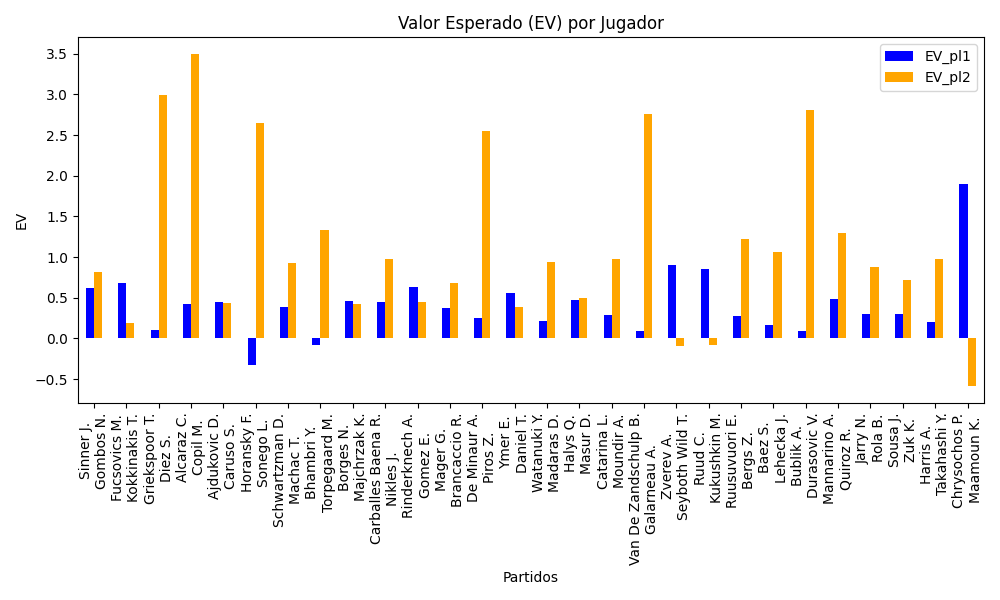 Valor Esperado (EV) por Jugador
EV_pl1
EV_pl2
EV
3.5
3.0
2.5
2.0
1.5
1.0
0.5
0.0
−0.5
Sinner J.
Gombos N.
Fucsovics M.
Kokkinakis T.
Griekspoor T.
Diez S.
Alcaraz C.
Copil M.
Ajdukovic D.
Caruso S.
Horansky F.
Sonego L.
Schwartzman D.
Machac T.
Bhambri Y.
Torpegaard M.
Borges N.
Majchrzak K.
Carballes Baena R.
Nikles J.
Rinderknech A.
Gomez E.
Mager G.
Brancaccio R.
De Minaur A.
Piros Z.
Ymer E.
Daniel T.
Watanuki Y.
Madaras D.
Halys Q.
Masur D.
Catarina L.
Moundir A.
Van De Zandschulp B.
Galarneau A.
Zverev A.
Seyboth Wild T.
Ruud C.
Kukushkin M.
Ruusuvuori E.
Bergs Z.
Baez S.
Lehecka J.
Bublik A.
Durasovic V.
Mannarino A.
Quiroz R.
Jarry N.
Rola B.
Sousa J.
Zuk K.
Harris A.
Takahashi Y.
Chrysochos P.
Maamoun K.
Partidos